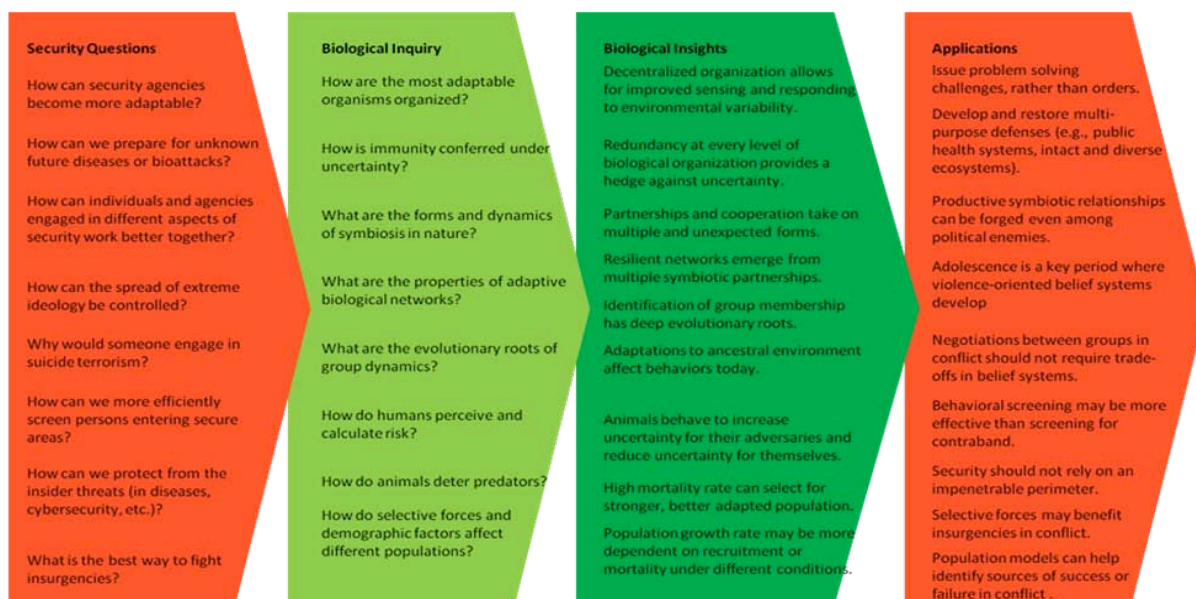 Security Questions
How can security agencies
become more adaptable?
How can we prepare for unknown
future diseases or bioattacks?
How can individuals and agencies
engaged in different aspects of
security work better together?
How can the spread of extreme
ideology be controlled?
Why would someone engage in
suicide terrorism?
How can we more efficiently
screen persons entering secure
areas?
How can we protect from the
insider threats (in diseases,
cybersecurity, etc.)?
What is the best way to fight
insurgencies?
Biological Inquiry
How are the most adaptable
organisms organized?
How is immunity conferred under
uncertainty?
What are the forms and dynamics
of symbiosis in nature?
What are the properties of adaptive
biological networks?
What are the evolutionary roots of
group dynamics?
How do humans perceive and
calculate risk?
How do animals deter predators?
How do selective forces and
demographic factors affect
different populations?
Biological Insights
Decentralized organization allows
for improved sensing and responding
to environmental variability.
Redundancy at every level of
biological organization provides a
hedge against uncertainty.
Partnerships and cooperation take on
multiple and unexpected forms.
Resilient networks emerge from
multiple symbiotic partnerships.
Identification of group membership
has deep evolutionary roots.
Adaptations to ancestral environment
affect behaviors today.
Animals behave to increase
uncertainty for their adversaries and
reduce uncertainty for themselves.
High mortality rate can select for
stronger, better adapted population.
Population growth rate may be more
dependent on recruitment or
mortality under different conditions.
Applications
Issue problem solving
challenges, rather than orders.
Develop and restore multi-
purpose defenses (e.g., public
health systems, intact and diverse
ecosystems).
Productive symbiotic relationships
can be forged even among
political enemies.
Adolescence is a key period where
violence-oriented belief systems
develop
Negotiations between groups in
conflict should not require trade-
offs in belief systems.
Behavioral screening may be more
effective than screening for
contraband.
Security should not rely on an
impenetrable perimeter.
Selective forces may benefit
insurgencies in conflict.
Population models can help
identify sources of success or
failure in conflict .